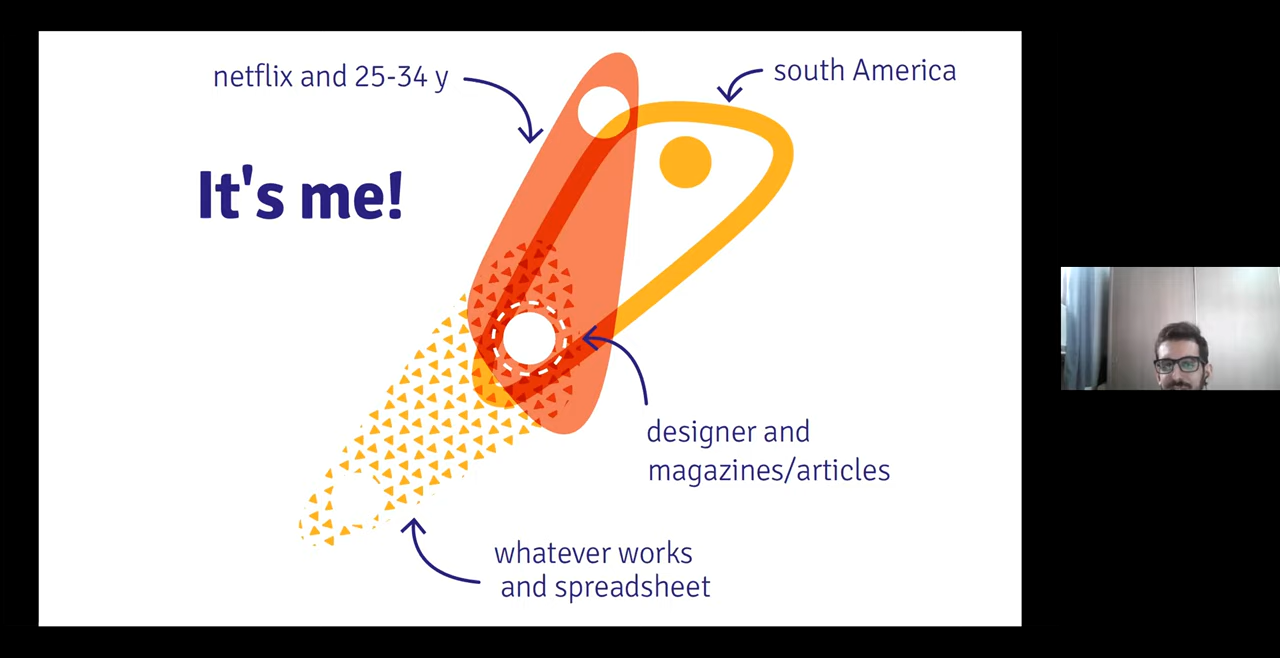 netflix and 25-34 y
south America
It's me!
designer and
magazines/articles
whatever works
and spreadsheet